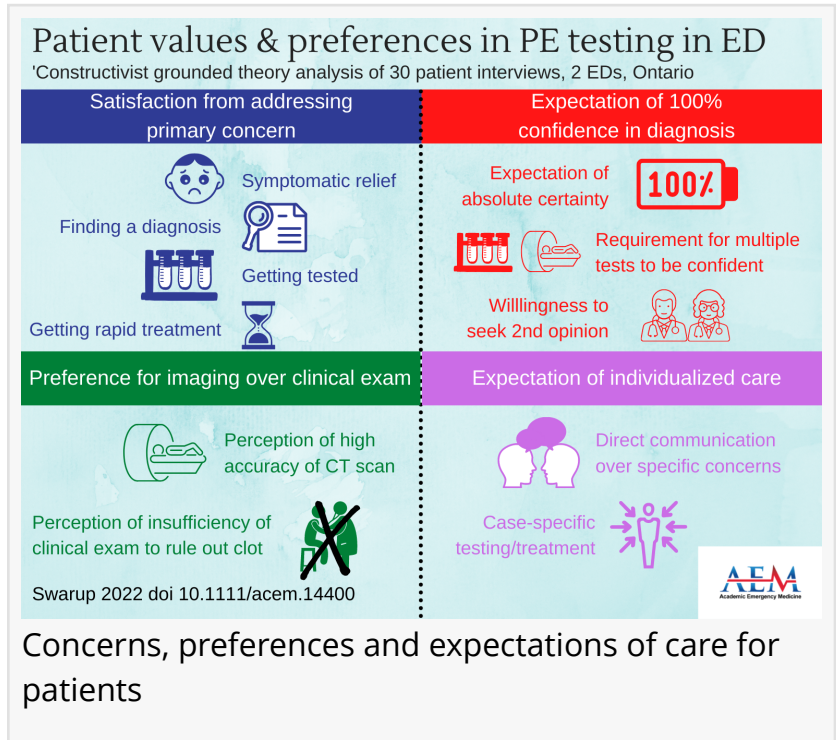 Patient values & preferences in PE testing in ED
'Constructivist grounded theory analysis of 30 patient interviews, 2 EDs, Ontario
Satisfaction from addressing
primary concern
Symptomatic relief
Finding a diagnosis
Getting tested
Getting rapid treatment
Expectation of 100%
confidence in diagnosis
Expectation of
absolute certainty
100%
Requirement for multiple
tests to be confident
Willlingness to
seek 2nd opinion
Preference for imaging over clinical exam
Perception of high
accuracy of CT scan
Perception of insufficiency of
clinical exam to rule out clot
Expectation of individualized care
Direct communication
over specific concerns
Case-specific
testing/treatment
Swarup 2022 doi 10.1111/acem.14400
AEM
Academic Emergency Medicine
Concerns, preferences and expectations of care for
patients